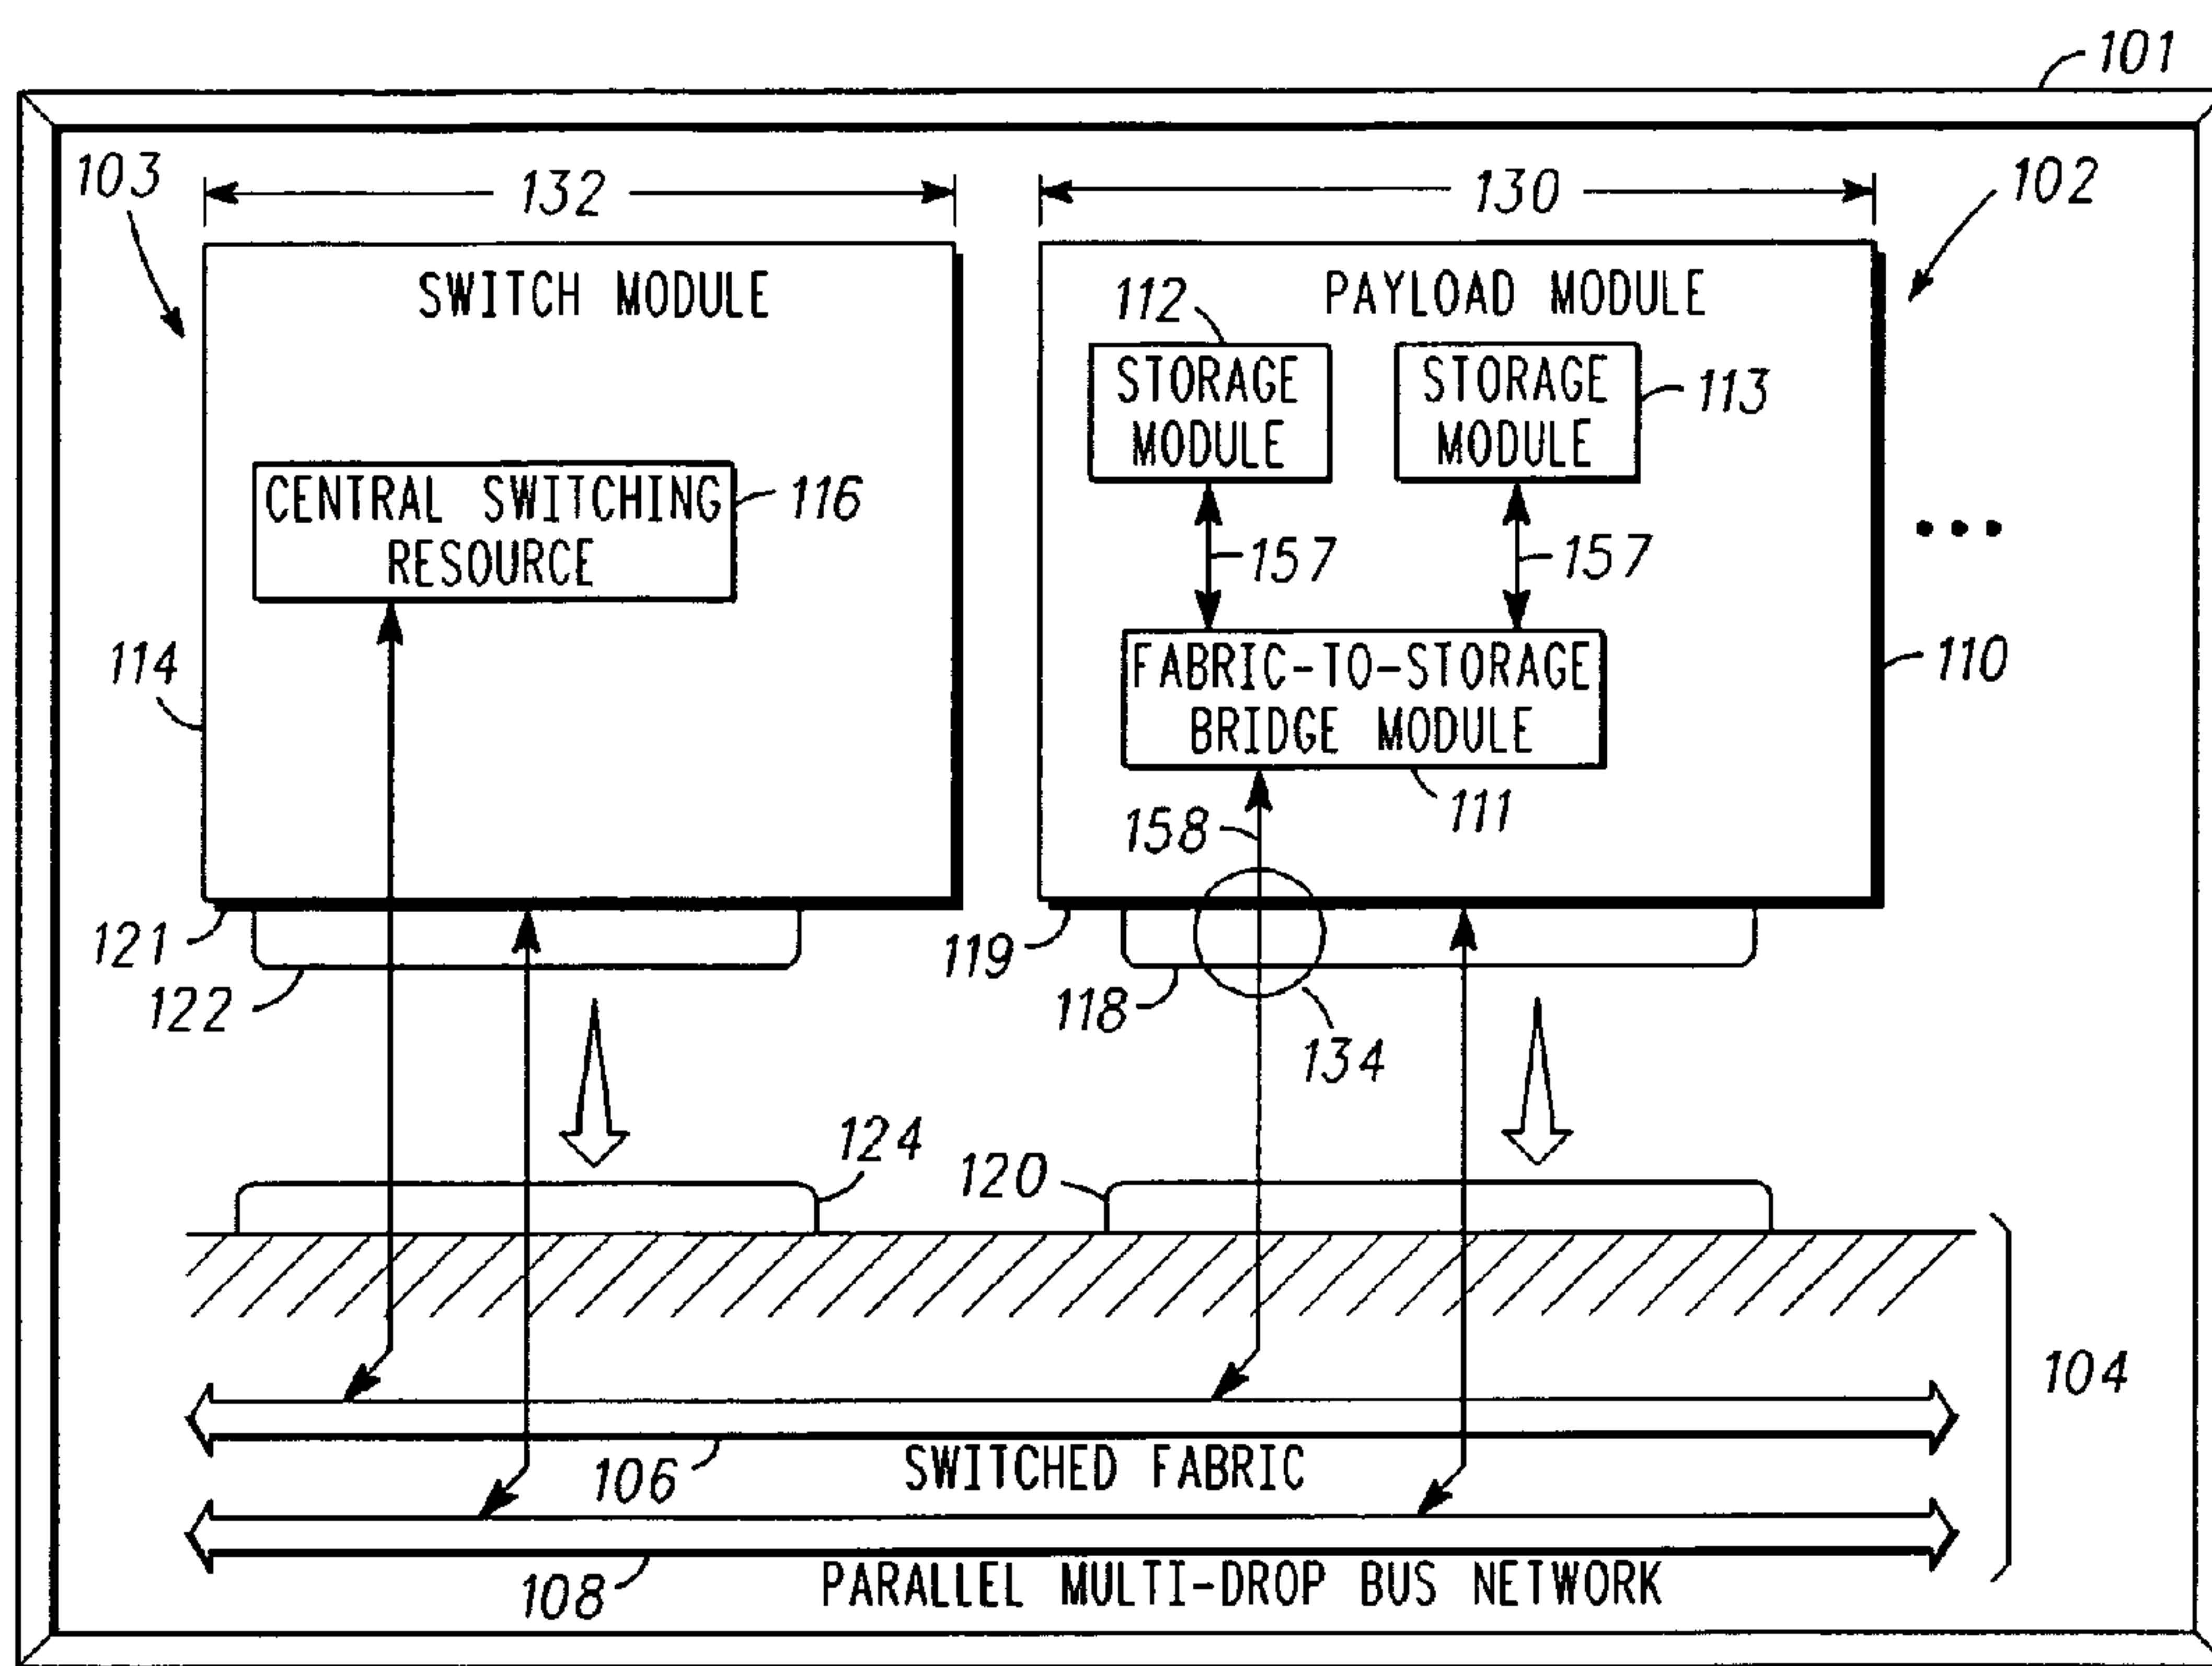 101
103
132
130
102
SWITCH MODULE
PAYLOAD MODULE
112
STORAGE
MODULE
STORAGE
MODULE
113
CENTRAL SWITCHING
RESOURCE
116
157
157
114
FABRIC-TO-STORAGE
BRIDGE MODULE
110
111
158
121
122
119
118
134
124
120
104
106
SWITCHED FABRIC
108
PARALLEL MULTI-DROP BUS NETWORK